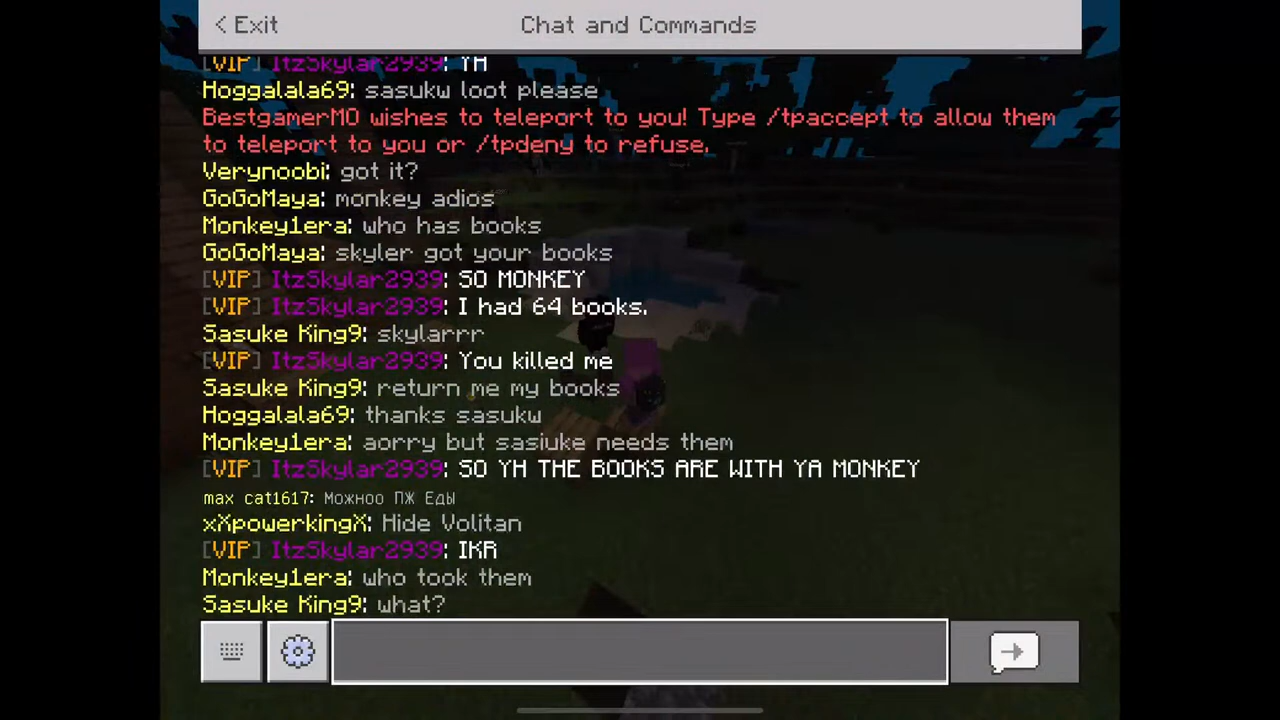 < Exit
Chat and Commands
[VIP] ItzSkylar2939: YH
Hoggalala69: sasukw loot please
BestgamerMO wishes to teleport to you! Type /tpaccept to allow them
to teleport to you or /tpdeny to refuse.
Verynoobi: got it?
GoGoMaya: monkey adios
Monkey1era: who has books
GoGoMaya: skyler got your books
[VIP] ItzSkylar2939: SO MONKEY
[VIP] ItzSkylar2939: I had 64 books.
Sasuke King9: skylarrr
[VIP] ItzSkylar2939: You killed me
Sasuke King9: return me my books
Hoggalala69: thanks sasukw
Monkey1era: aorry but sasiuke needs them
[VIP] ItzSkylar2939: SO YH THE BOOKS ARE WITH YA MONKEY
max cat1617: Можноо ПЖ Еды
xXpowerkingX: Hide Volitan
[VIP] ItzSkylar2939: IKR
Monkey1era: who took them
Sasuke King9: what?